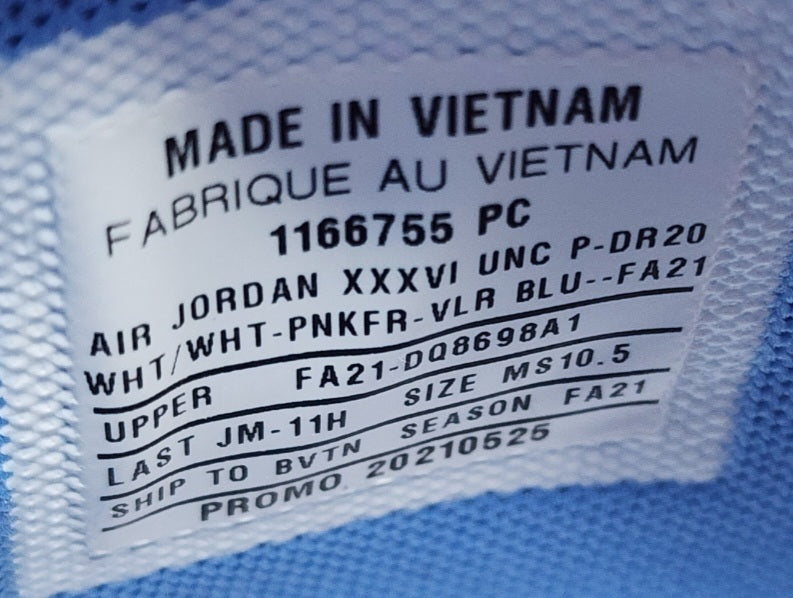 MADE IN VIETNAM
FABRIQUE AU VIETNAM
1166755 PC
AIR JORDAN XXXVI UNC P-DR20
WHT/WHT-PNKFR-VLR BLU--FA21
UPPER FA21-DQ8698A1
LAST JM-11H SIZE MS10.5
SHIP TO BVTN SEASON FA21
PROMO 20210525